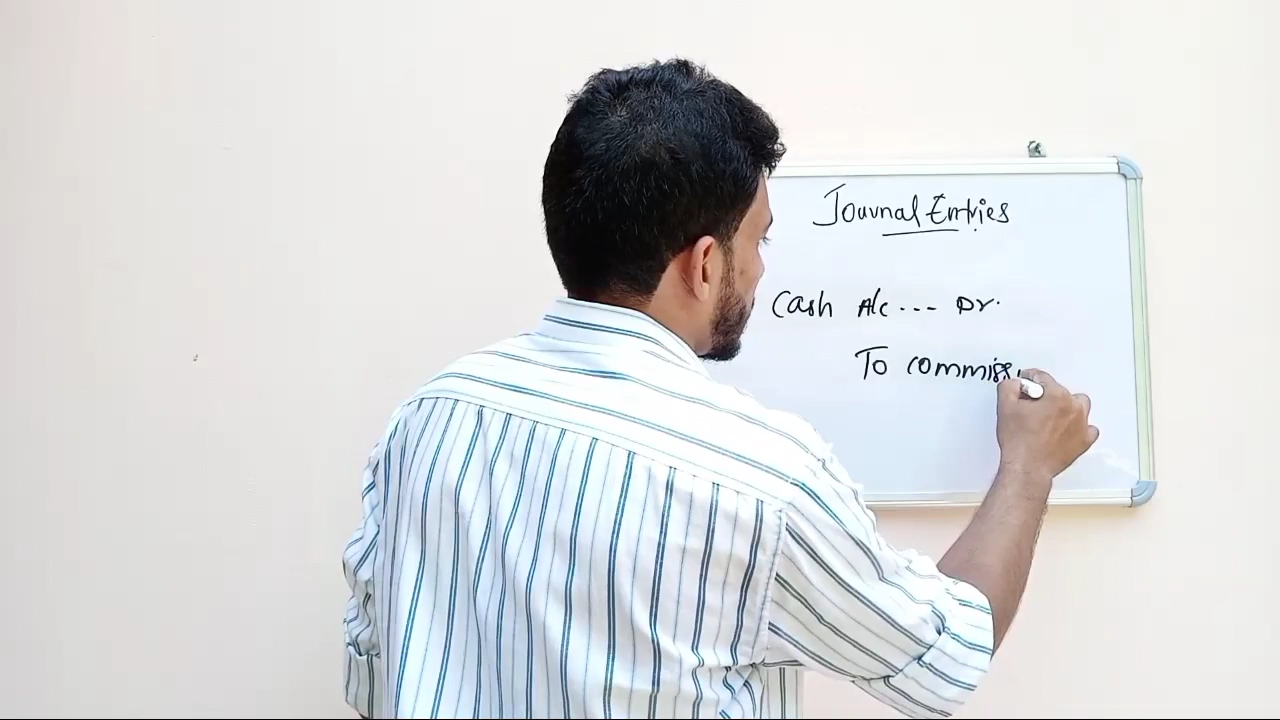 Journal Entries
Cash A/c --- Dr.
To commiss